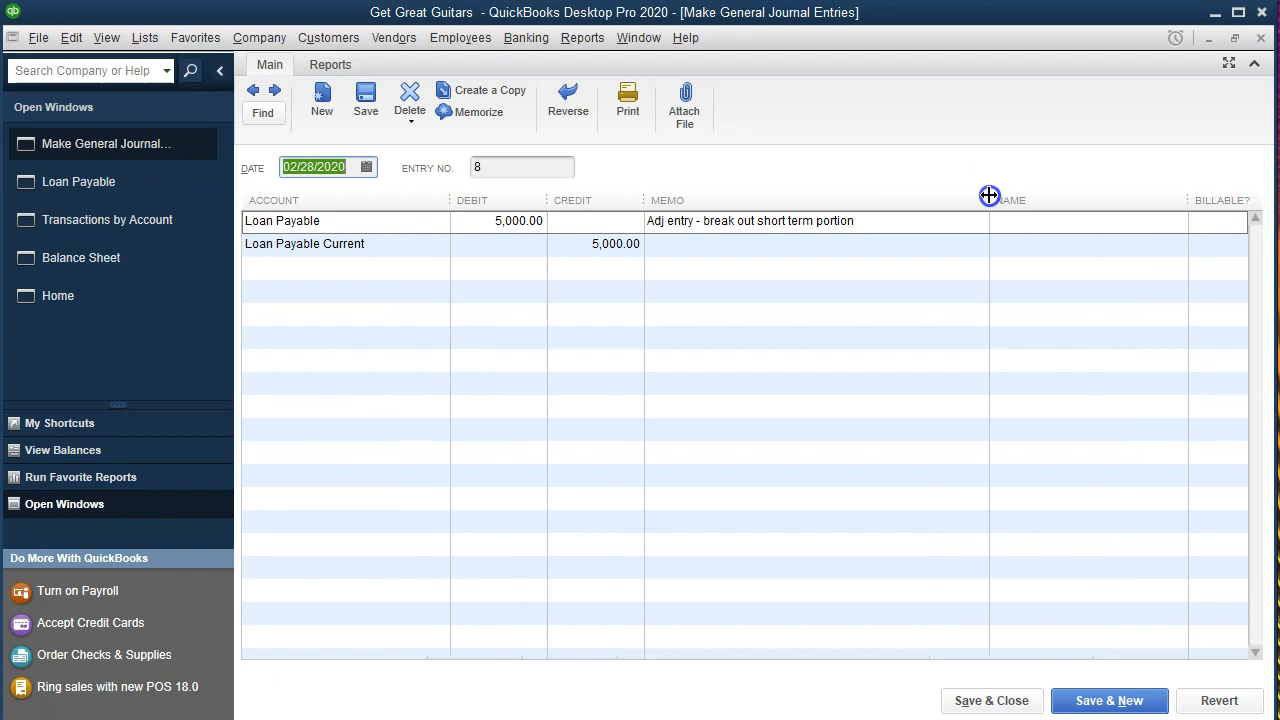 Get Great Guitars - QuickBooks Desktop Pro 2020 - [Make General Journal Entries]
File Edit View Lists Favorites Company Customers Vendors Employees Banking Reports Window Help
Search Company or Help
Open Windows
Make General Journal...
Loan Payable
Transactions by Account
Balance Sheet
Home
My Shortcuts
View Balances
Run Favorite Reports
Open Windows
Do More With QuickBooks
Turn on Payroll
Accept Credit Cards
Order Checks & Supplies
Ring sales with new POS 18.0
Main Reports
Find
New
Save
Delete
Create a Copy
Memorize
Reverse
Print
Attach
File
DATE 02/28/2020 ENTRY NO. 8
ACCOUNT DEBIT CREDIT MEMO NAME BILLABLE?
Loan Payable 5,000.00 Adj entry - break out short term portion
Loan Payable Current 5,000.00
Save & Close Save & New Revert